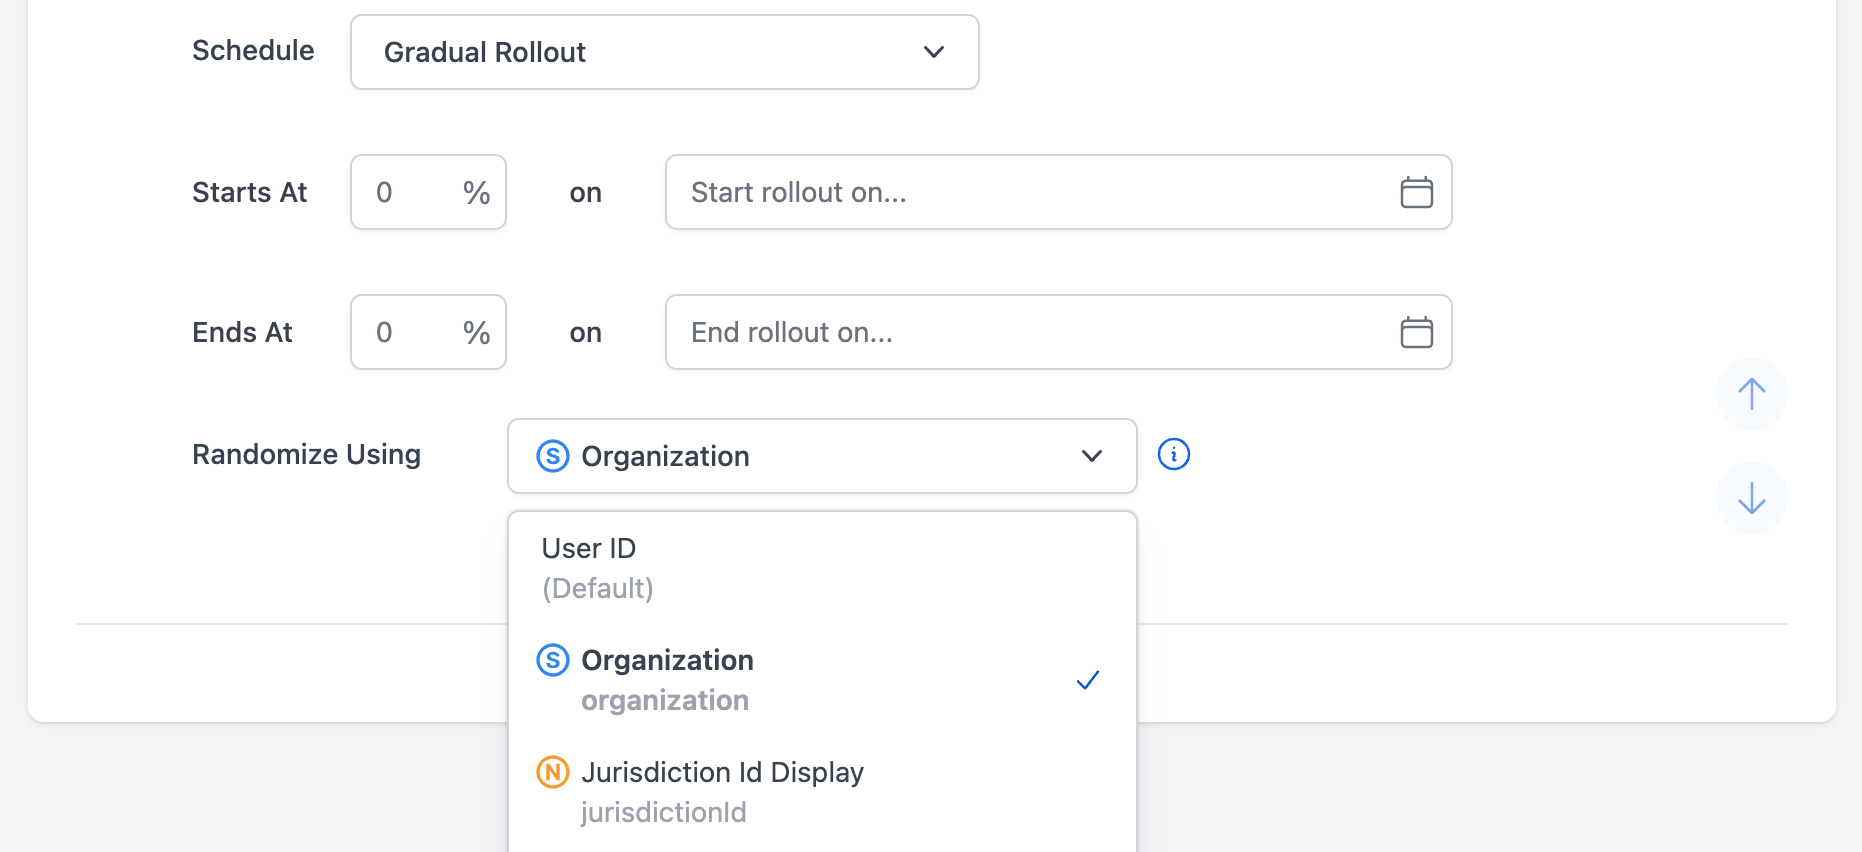 Schedule Gradual Rollout
Starts At 0 % on Start rollout on...
Ends At 0 % on End rollout on...
Randomize Using S Organization i
User ID
(Default)
S Organization
organization
N Jurisdiction Id Display
jurisdictionId